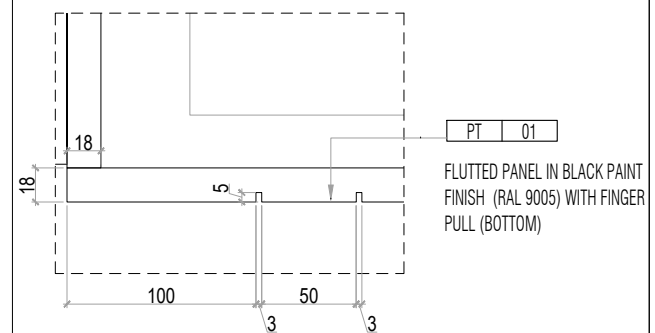 18
18
5
PT 01
FLUTTED PANEL IN BLACK PAINT
FINISH (RAL 9005) WITH FINGER
PULL (BOTTOM)
100
50
3
3